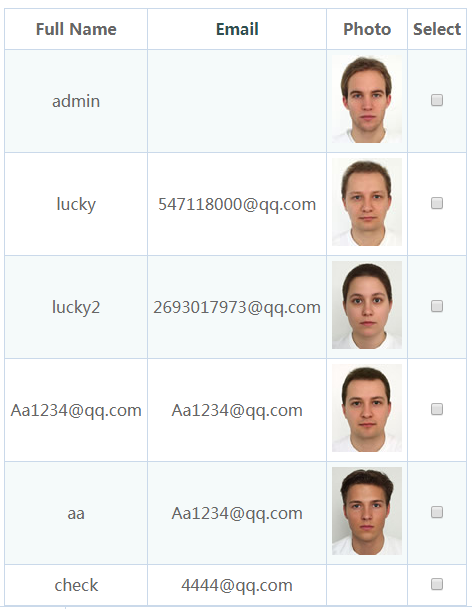 Full Name Email Photo Select
admin
lucky 547118000@qq.com
lucky2 2693017973@qq.com
Aa1234@qq.com Aa1234@qq.com
aa Aa1234@qq.com
check 4444@qq.com